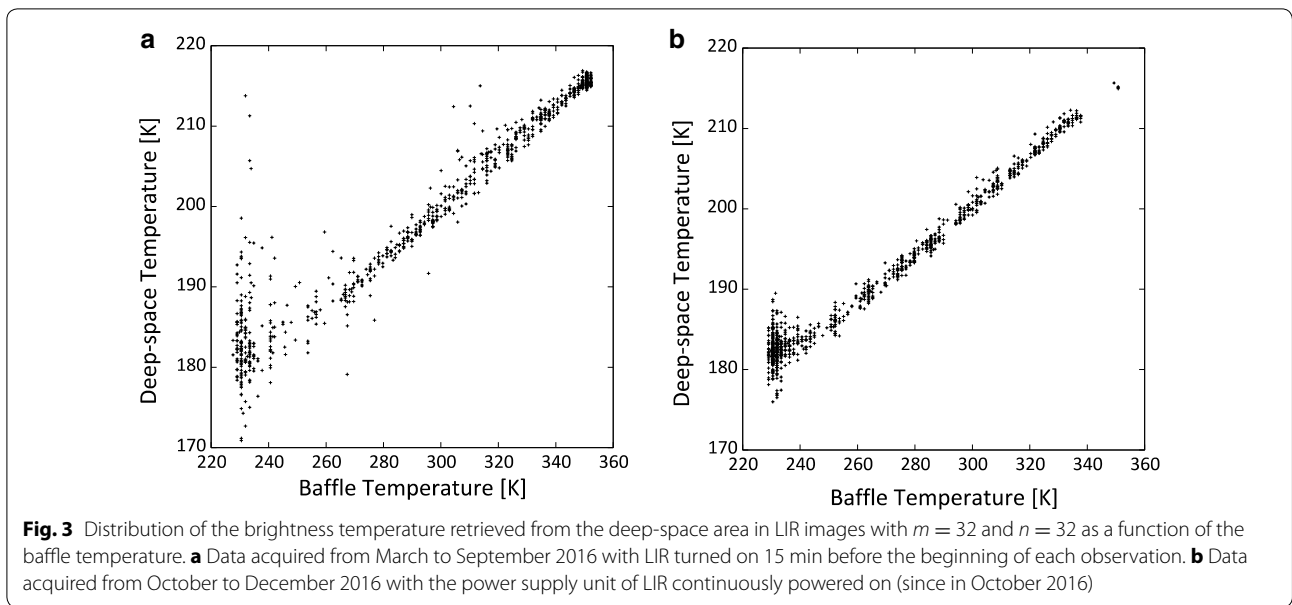 a
b
220
210
200
190
180
170
Deep-space Temperature [K]
220 240 260 280 300 320 340 360
Baffle Temperature [K]
220
210
200
190
180
170
Deep-space Temperature [K]
220 240 260 280 300 320 340 360
Baffle Temperature [K]
Fig. 3 Distribution of the brightness temperature retrieved from the deep-space area in LIR images with m = 32 and n = 32 as a function of the
baffle temperature. a Data acquired from March to September 2016 with LIR turned on 15 min before the beginning of each observation. b Data
acquired from October to December 2016 with the power supply unit of LIR continuously powered on (since in October 2016)